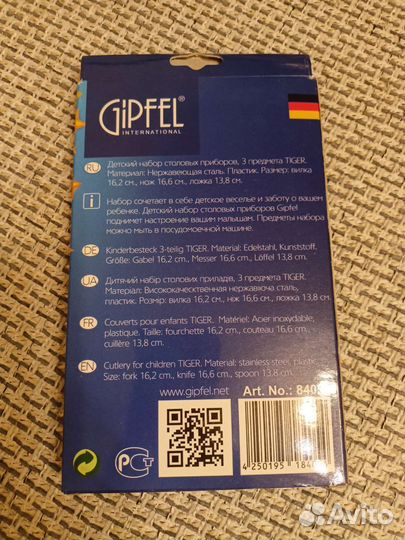 GiPFEL®
INTERNATIONAL
RU Детский набор столовых приборов, 3 предмета TIGER.
Материал: Нержавеющая сталь. Пластик. Размер: вилка
16,2 см., нож 16,6 см., ложка 13,8 см.
i Набор сочетает в себе детское веселье и заботу о вашем
ребенке. Детский набор столовых приборов Gipfel
поднимет настроение вашим малышам. Предметы набора
можно мыть в посудомоечной машине.
DE Kinderbesteck 3-teilig TIGER. Material: Edelstahl, Kunststoff,
Größe: Gabel 16,2 cm., Messer 16,6 cm., Löffel 13,8 cm.
UA Дитячий набір столових приладів, 3 предмета TIGER.
Матеріал: Висококачественная нержавіюча сталь,
пластик. Розмір: вилка 16,2 см., ніж 16,6 см., ложка 13,8 см.
FR Couverts pour enfants TIGER. Matériel: Acier inoxydable,
plastique. Taille: fourchette 16,2 cm., couteau 16,6 cm.,
cuillère 13,8 cm.
EN Cutlery for children TIGER. Material: stainless steel, plastic
Size: fork 16,2 cm., knife 16,6 cm., spoon 13,8 cm.
www.gipfel.net Art. No.: 840
4 250195 184
РСТ
Avito